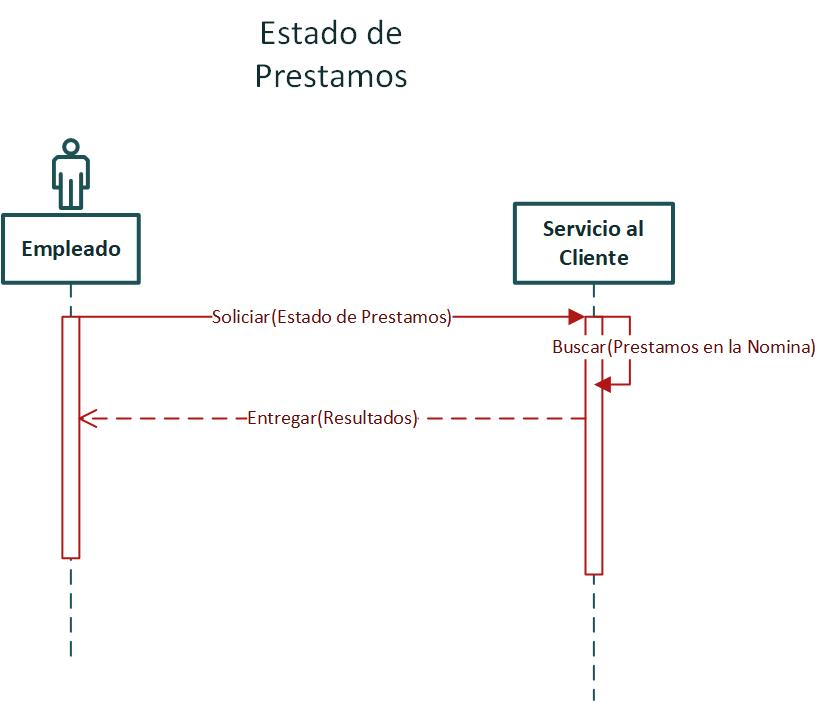 Estado de
Prestamos
Empleado
Servicio al
Cliente
Soliciar(Estado de Prestamos)
Buscar(Prestamos en la Nomina)
Entregar(Resultados)